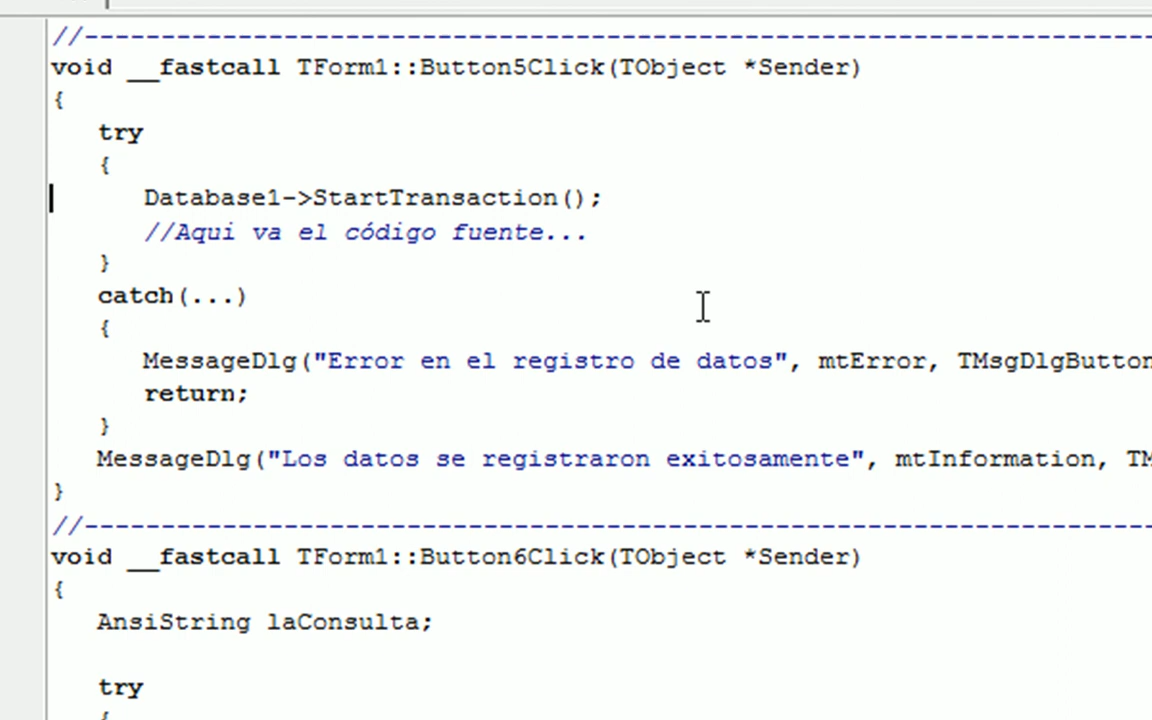 //----------------------------------------------------------------------
void __fastcall TForm1::Button5Click(TObject *Sender)
{
try
{
Database1->StartTransaction();
//Aqui va el código fuente...
}
catch(...)
{
MessageDlg("Error en el registro de datos", mtError, TMsgDlgButton
return;
}
MessageDlg("Los datos se registraron exitosamente", mtInformation, TM
}
//----------------------------------------------------------------------
void __fastcall TForm1::Button6Click(TObject *Sender)
{
AnsiString laConsulta;
try
{